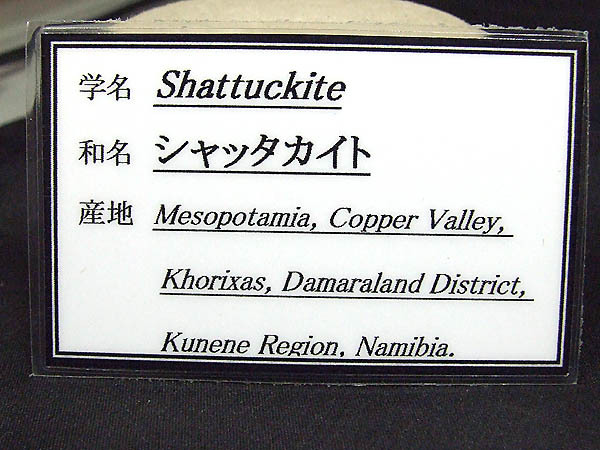 学名 Shattuckite
和名 シャッタカイト
産地 Mesopotamia, Copper Valley,
Khorixas, Damaraland District,
Kunene Region, Namibia.